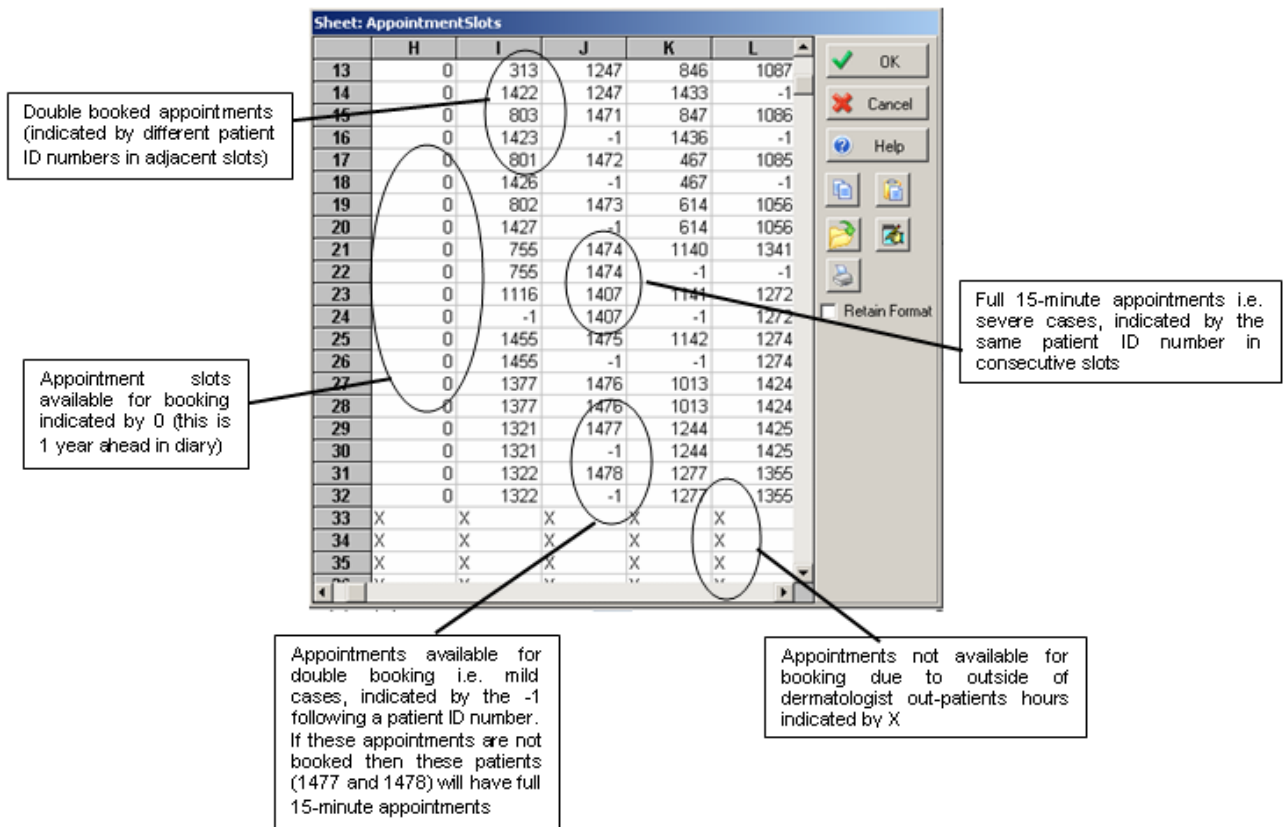 Sheet: AppointmentSlots
H I J K L
13 0 313 1247 846 1087
14 0 1422 1247 1433 -1
15 0 803 1471 847 1086
16 0 1423 -1 1436 -1
17 0 801 1472 467 1085
18 0 1426 -1 467 -1
19 0 802 1473 614 1056
20 0 1427 -1 614 1056
21 0 755 1474 1140 1341
22 0 755 1474 -1 -1
23 0 1116 1407 1141 1272
24 0 -1 1407 -1 1272
25 0 1455 1475 1142 1274
26 0 1455 -1 -1 1274
27 0 1377 1476 1013 1424
28 0 1377 1476 1013 1424
29 0 1321 1477 1244 1425
30 0 1321 -1 1244 1425
31 0 1322 1478 1277 1355
32 0 1322 -1 1277 1355
33 X X X X X
34 X X X X X
35 X X X X X
OK
Cancel
Help
Retain Format
Double booked appointments
(indicated by different patient
ID numbers in adjacent slots)
Appointment slots
available for booking
indicated by 0 (this is
1 year ahead in diary)
Full 15-minute appointments i.e.
severe cases, indicated by the
same patient ID number in
consecutive slots
Appointments available for
double booking i.e. mild
cases, indicated by the -1
following a patient ID number.
If these appointments are not
booked then these patients
(1477 and 1478) will have full
15-minute appointments
Appointments not available for
booking due to outside of
dermatologist out-patients hours
indicated by X